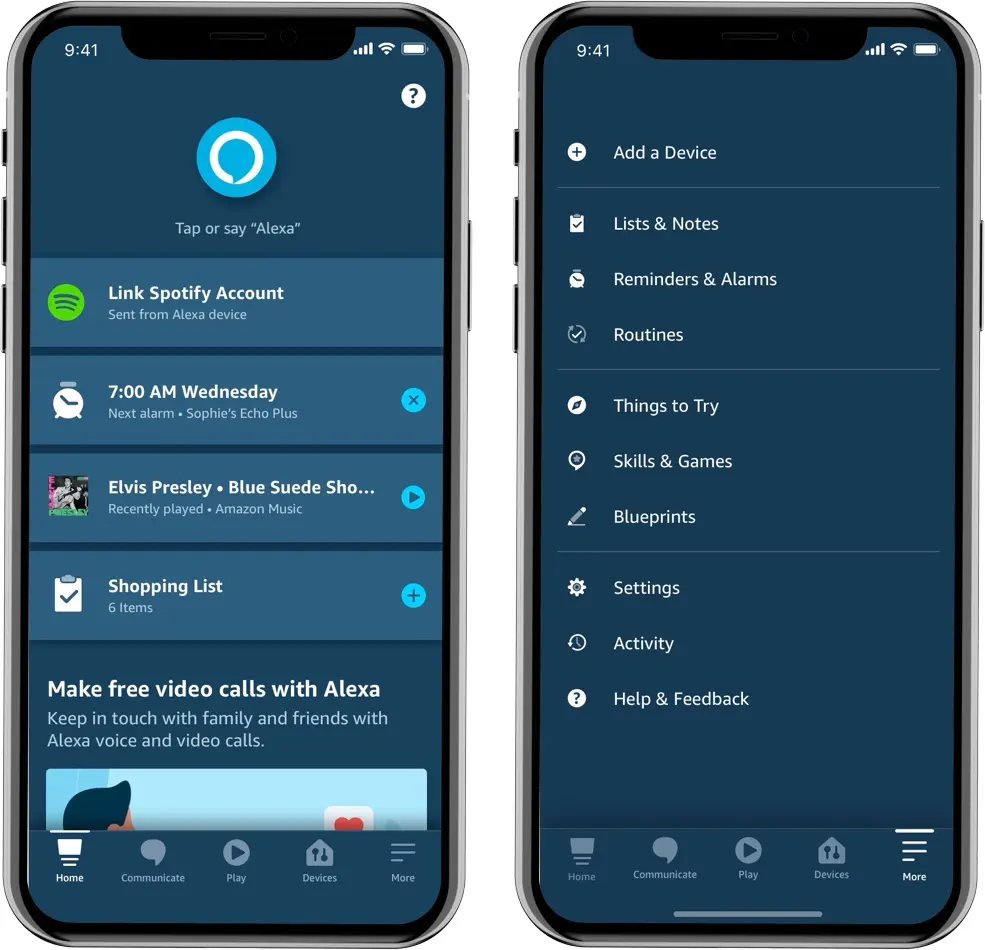 9:41
?
Tap or say “Alexa”
Link Spotify Account
Sent from Alexa device
7:00 AM Wednesday
Next alarm • Sophie’s Echo Plus
Elvis Presley • Blue Suede Sho...
Recently played • Amazon Music
Shopping List
6 Items
Make free video calls with Alexa
Keep in touch with family and friends with
Alexa voice and video calls.
Home
Communicate
Play
Devices
More
9:41
Add a Device
Lists & Notes
Reminders & Alarms
Routines
Things to Try
Skills & Games
Blueprints
Settings
Activity
? Help & Feedback
Home
Communicate
Play
Devices
More